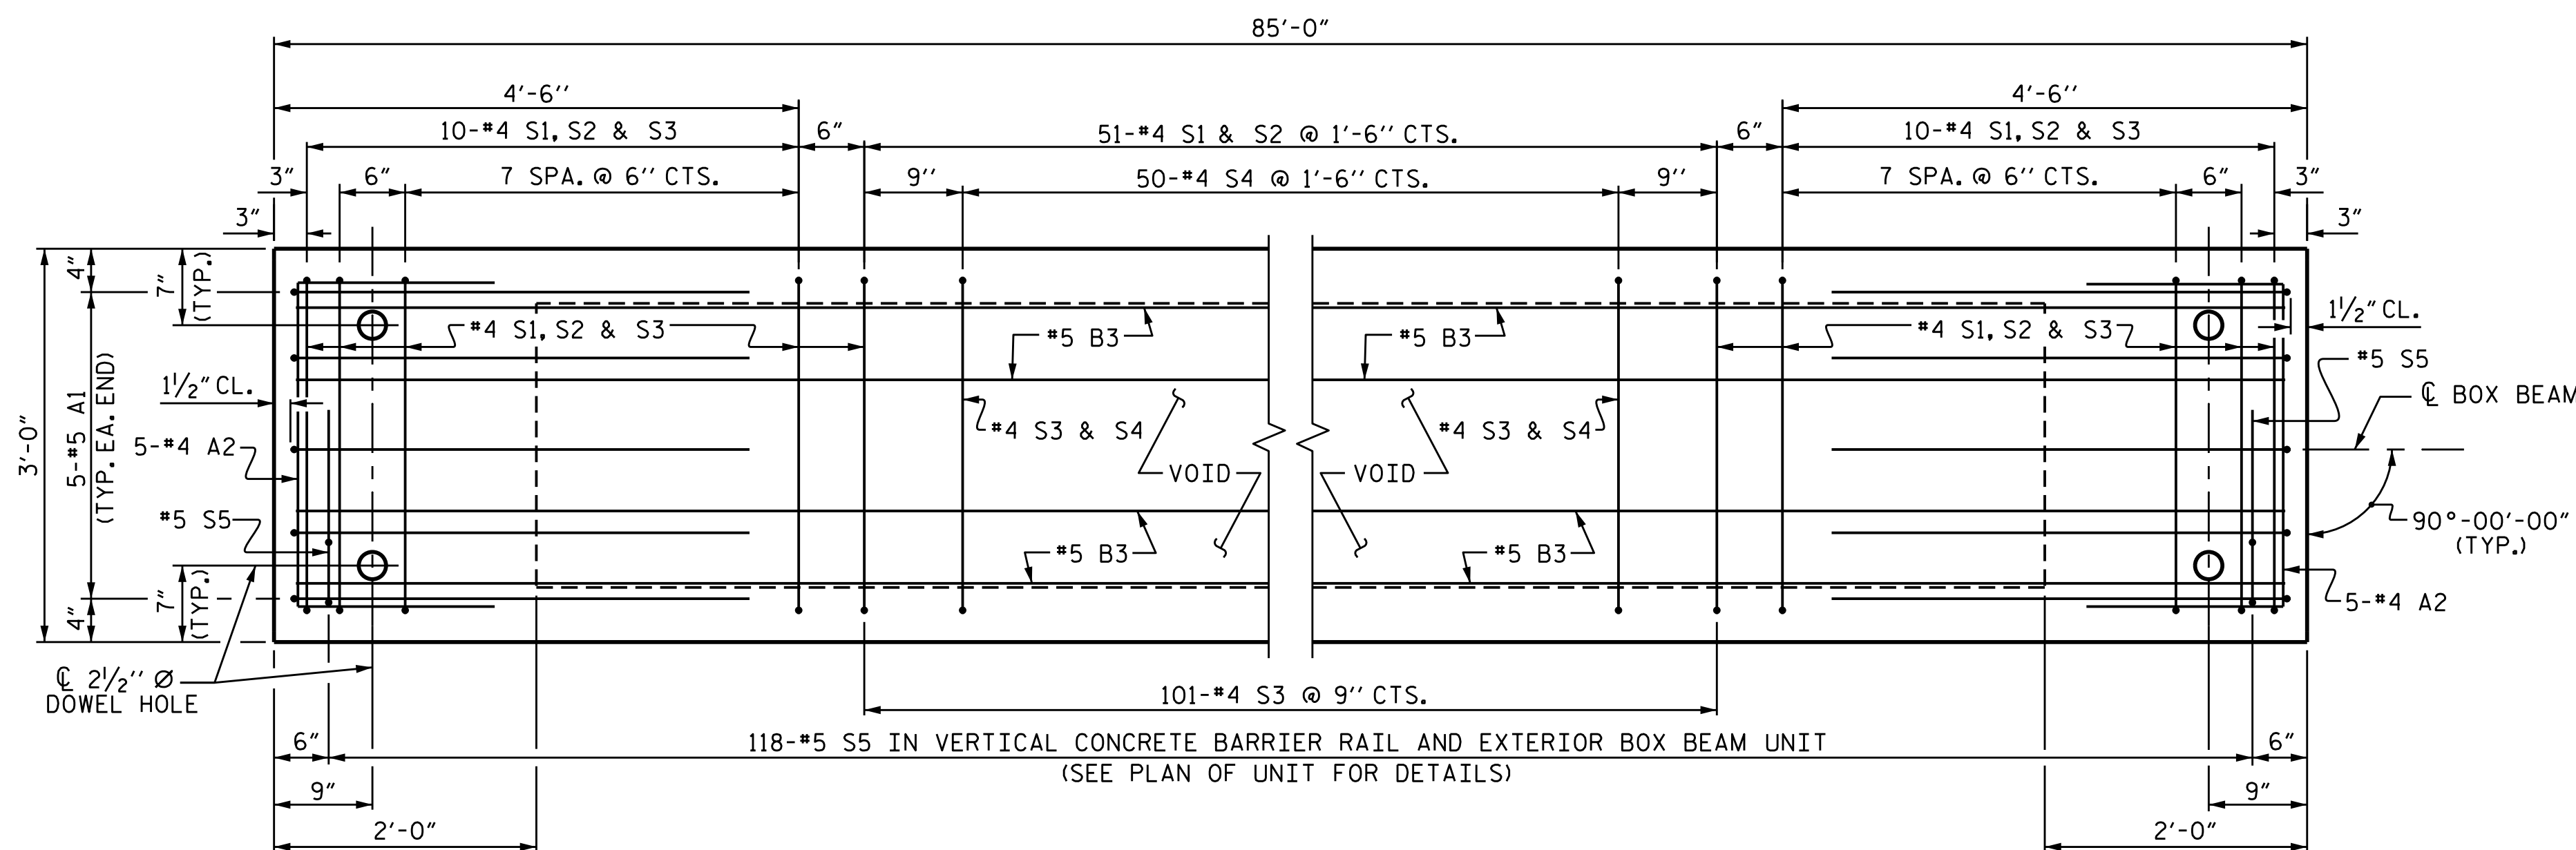 85'-0"
4'-6''
4'-6''
10-#4 S1, S2 & S3
6"
51-#4 S1 & S2 @ 1'-6'' CTS.
6"
10-#4 S1, S2 & S3
3"
6"
7 SPA. @ 6'' CTS.
9''
50-#4 S4 @ 1'-6" CTS.
9''
7 SPA. @ 6'' CTS.
6"
3"
3"
3"
4"
7"
(TYP.)
#4 S1, S2 & S3
#5 B3
#5 B3
#4 S1, S2 & S3
1½" CL.
#5 S5
℄ BOX BEAM
1½" CL.
3'-0"
5-#5 A1
(TYP. EA. END)
5-#4 A2
#4 S3 & S4
#4 S3 & S4
VOID
VOID
#5 S5
#5 B3
#5 B3
90°-00'-00"
(TYP.)
4"
7"
(TYP.)
5-#4 A2
℄ 2½'' Ø
DOWEL HOLE
101-#4 S3 @ 9'' CTS.
6"
118-#5 S5 IN VERTICAL CONCRETE BARRIER RAIL AND EXTERIOR BOX BEAM UNIT
6"
(SEE PLAN OF UNIT FOR DETAILS)
9"
9"
2'-0"
2'-0"